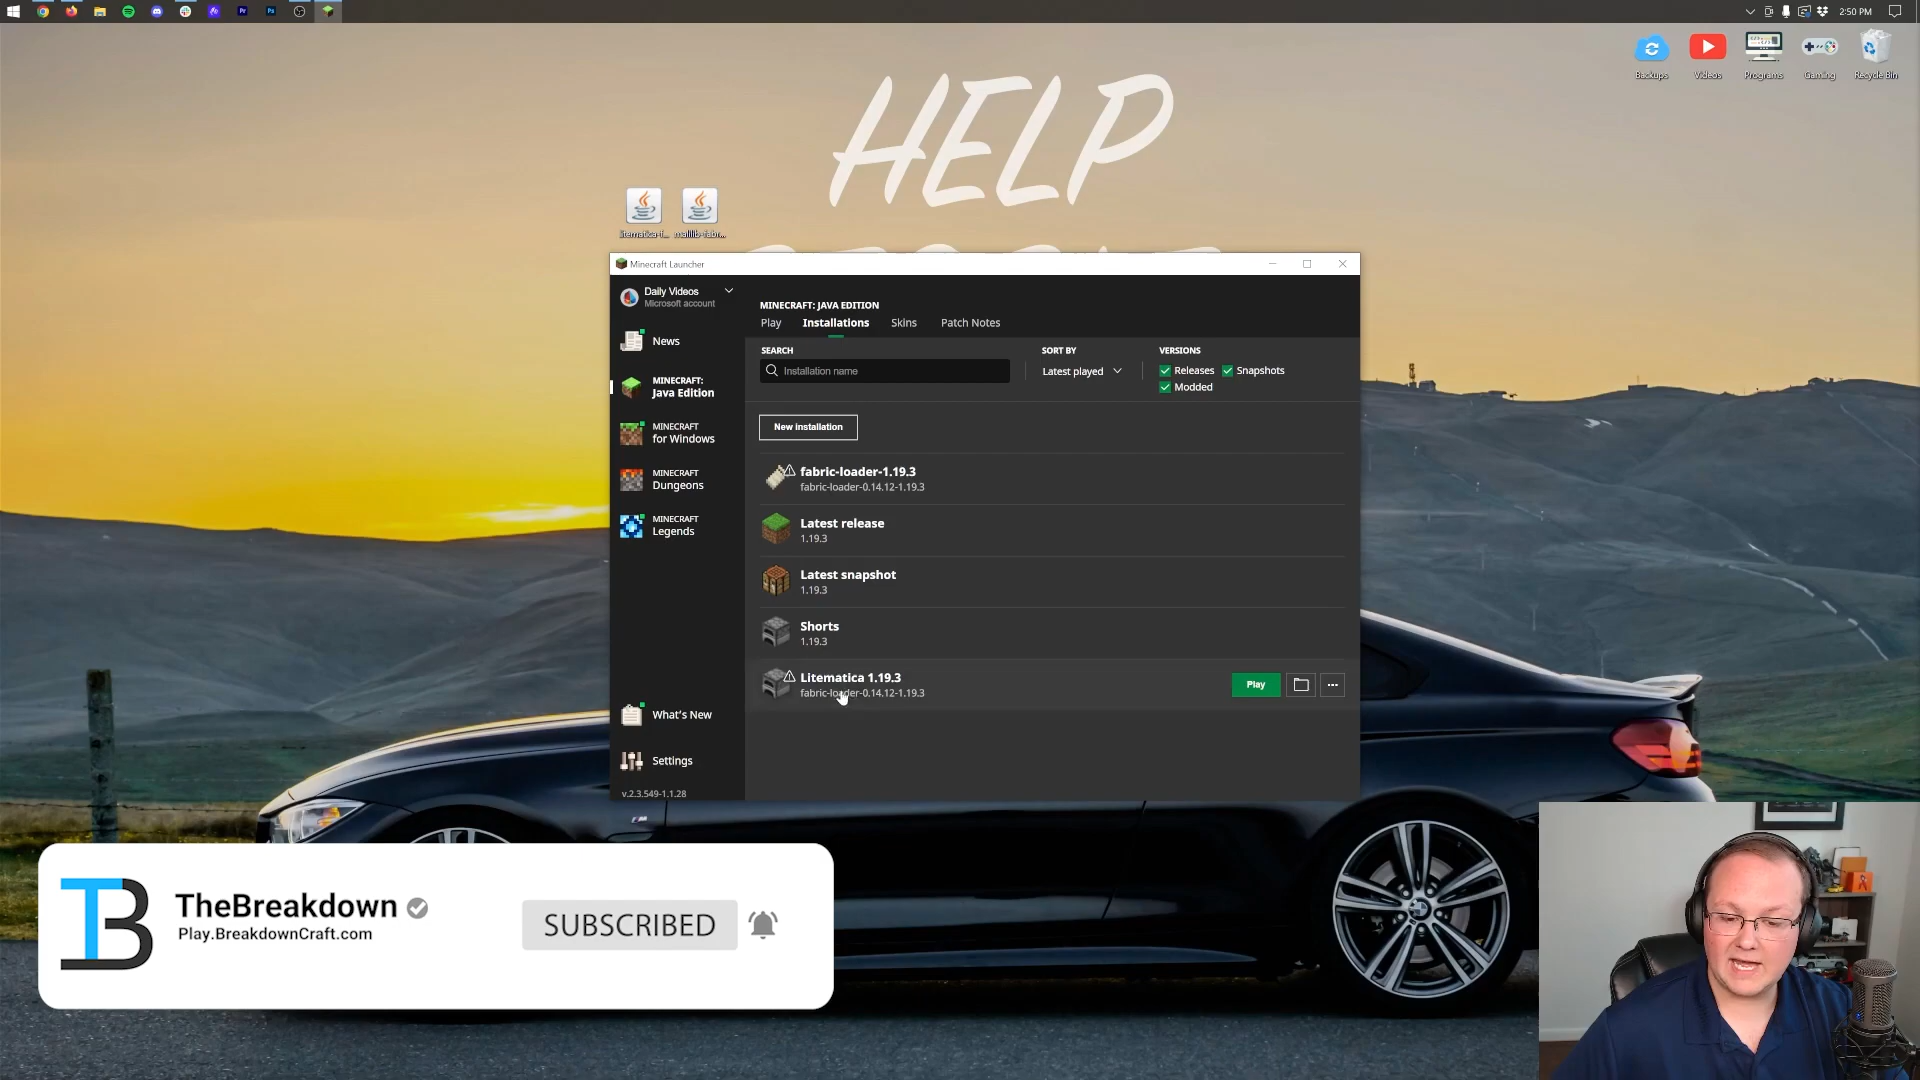 2:50 PM
Backups
Videos
Programs
Gaming
Recycle Bin
HELP
litematica-f...
malilib-fabr...
Minecraft Launcher
Daily Videos
Microsoft account
News
MINECRAFT:
Java Edition
MINECRAFT
for Windows
MINECRAFT
Dungeons
MINECRAFT
Legends
What's New
Settings
v.2.3.549-1.1.28
MINECRAFT: JAVA EDITION
Play Installations Skins Patch Notes
SEARCH
Installation name
SORT BY
Latest played
VERSIONS
Releases Snapshots
Modded
New installation
fabric-loader-1.19.3
fabric-loader-0.14.12-1.19.3
Latest release
1.19.3
Latest snapshot
1.19.3
Shorts
1.19.3
Litematica 1.19.3
fabric-loader-0.14.12-1.19.3
Play
TB
TheBreakdown
Play.BreakdownCraft.com
SUBSCRIBED